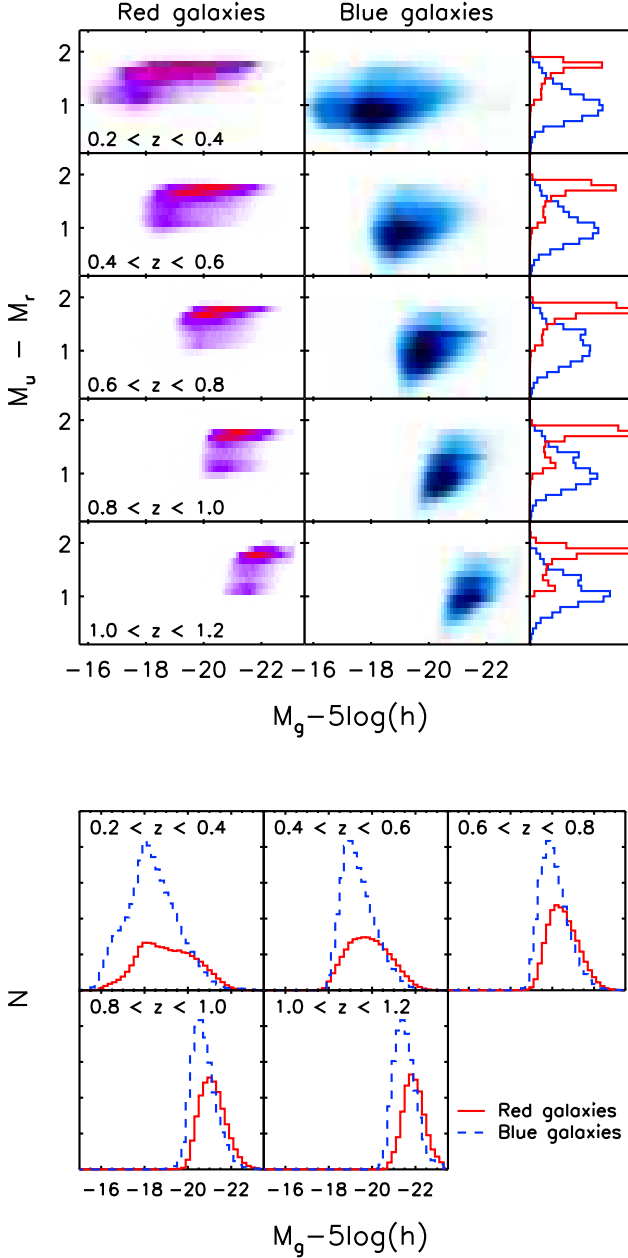 Red galaxies Blue galaxies
2
1
0.2 < z < 0.4
2
1
0.4 < z < 0.6
2
1
0.6 < z < 0.8
2
1
0.8 < z < 1.0
2
1
1.0 < z < 1.2
M_u − M_r
−16 −18 −20 −22 −16 −18 −20 −22
M_g−5log(h)
0.2 < z < 0.4 0.4 < z < 0.6 0.6 < z < 0.8
N
0.8 < z < 1.0 1.0 < z < 1.2
Red galaxies
Blue galaxies
−16 −18 −20 −22 −16 −18 −20 −22
M_g−5log(h)